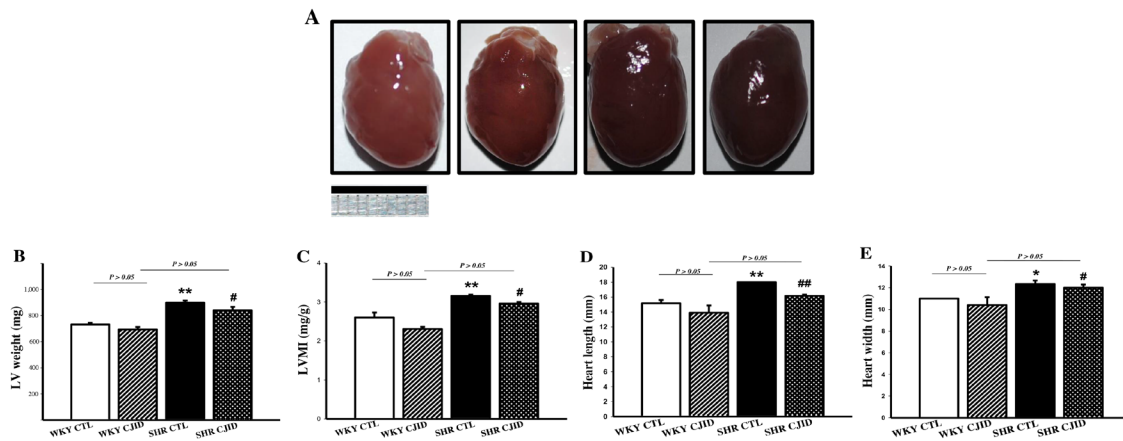 A
B
P > 0.05
P > 0.05
LV weight (mg)
1,000
800
600
400
200
**
#
WKY CTL
WKY CJID
SHR CTL
SHR CJID
C
P > 0.05
P > 0.05
LVMI (mg/g)
4
3
2
1
0
**
#
WKY CTL
WKY CJID
SHR CTL
SHR CJID
D
P > 0.05
P > 0.05
Heart length (mm)
18
16
14
12
10
8
6
4
2
0
**
##
WKY CTL
WKY CJID
SHR CTL
SHR CJID
E
P > 0.05
P > 0.05
Heart width (mm)
14
12
10
8
6
4
2
0
*
#
WKY CTL
WKY CJID
SHR CTL
SHR CJID